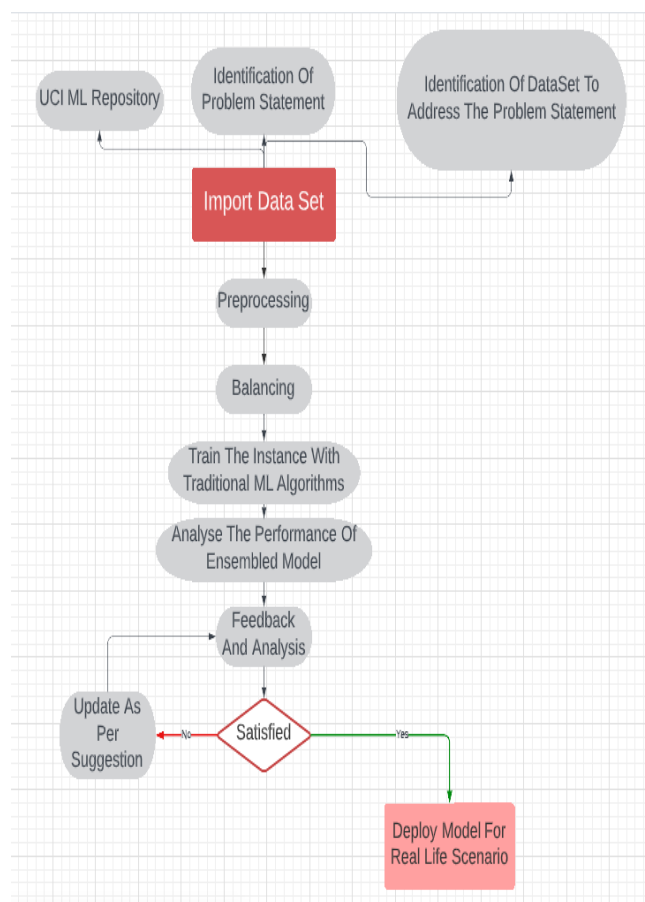 UCI ML Repository
Identification Of
Problem Statement
Identification Of DataSet To
Address The Problem Statement
Import Data Set
Preprocessing
Balancing
Train The Instance With
Traditional ML Algorithms
Analyse The Performance Of
Ensembled Model
Feedback
And Analysis
Update As
Per
Suggestion
No
Satisfied
Yes
Deploy Model For
Real Life Scenario